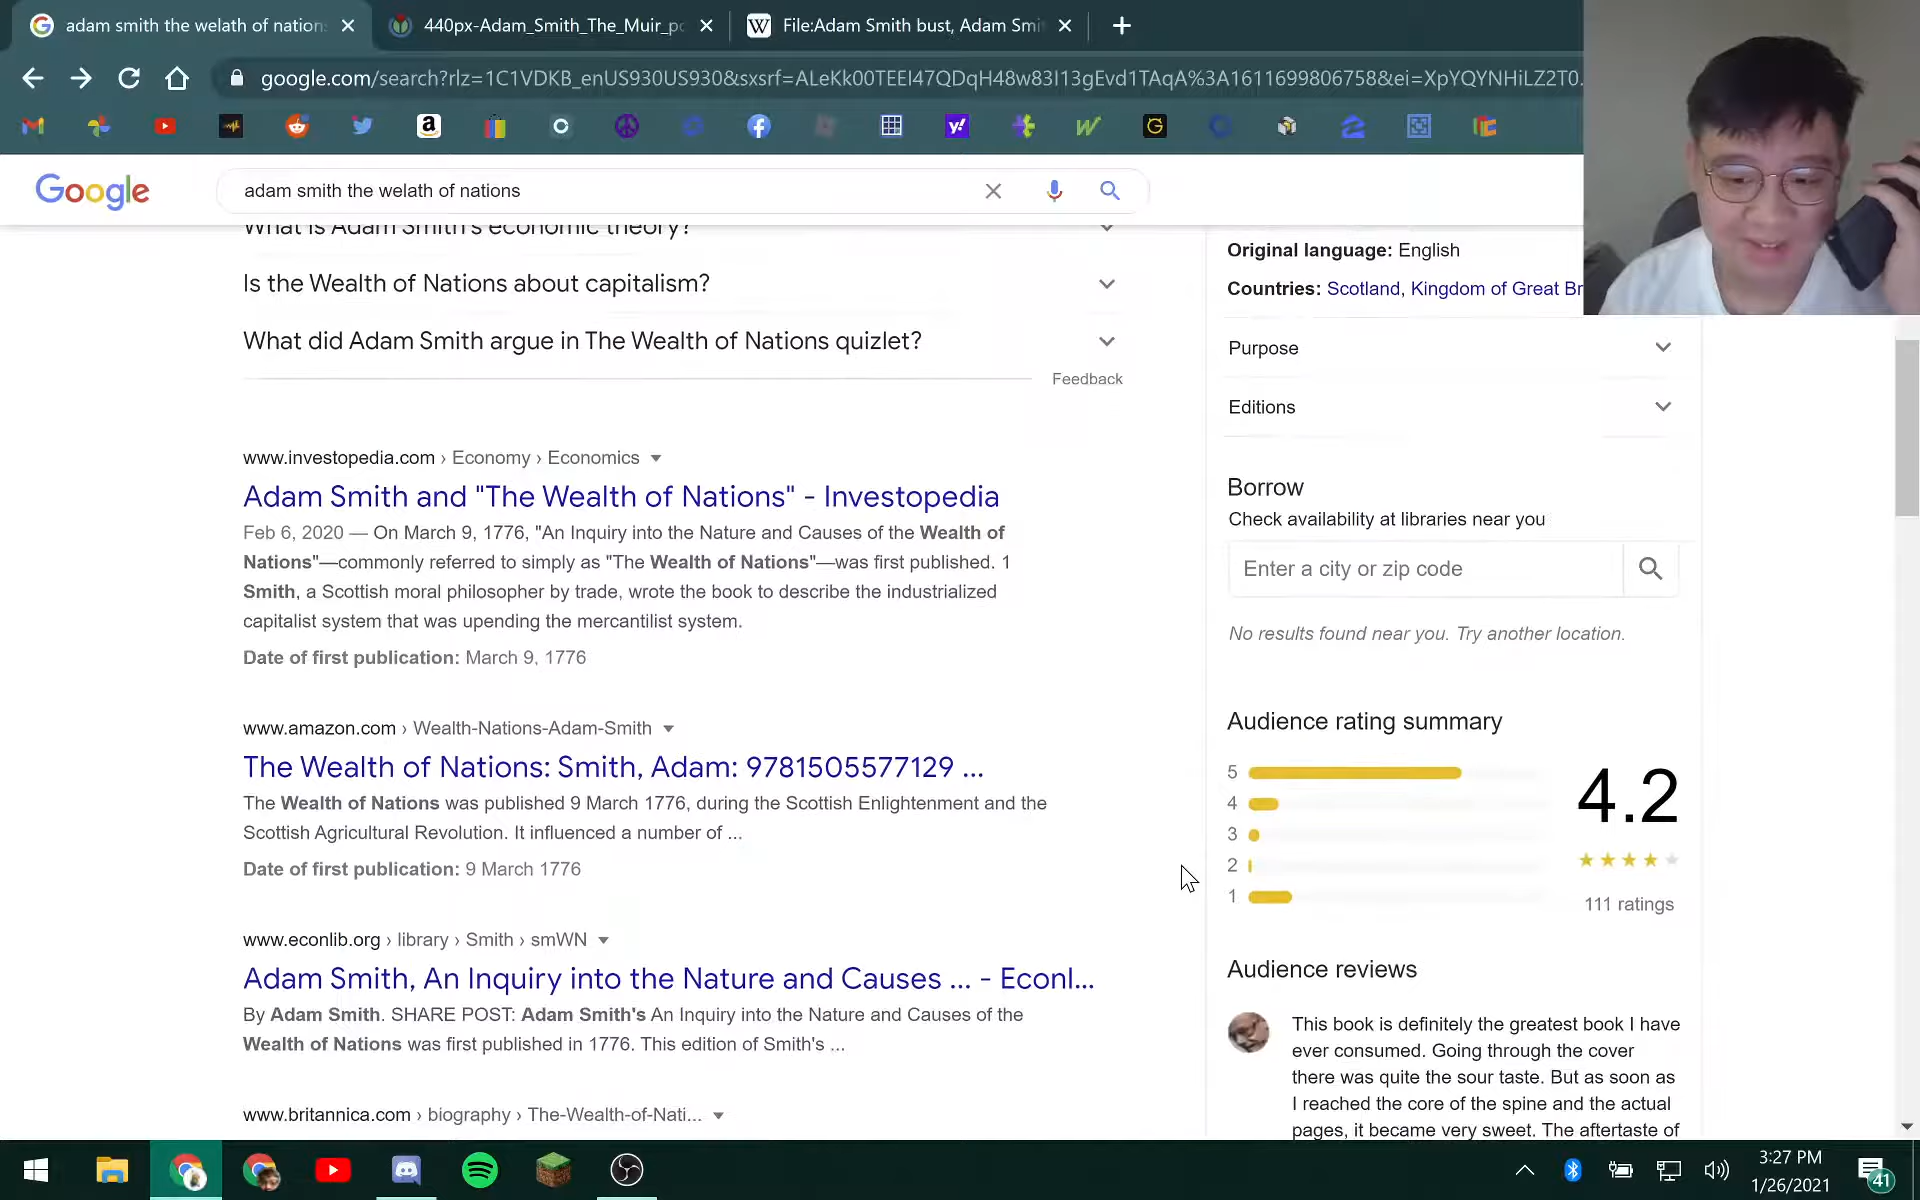 adam smith the welath of nation
440px-Adam_Smith_The_Muir_po
File:Adam Smith bust, Adam Smi
google.com/search?rlz=1C1VDKB_enUS930US930&sxsrf=ALeKk00TEEI47QDqH48w83I13gEvd1TAqA%3A1611699806758&ei=XpYQYNHiLZ2T0.
Google
adam smith the welath of nations
What is Adam Smith's economic theory?
Is the Wealth of Nations about capitalism?
What did Adam Smith argue in The Wealth of Nations quizlet?
Feedback
www.investopedia.com › Economy › Economics
Adam Smith and "The Wealth of Nations" - Investopedia
Feb 6, 2020 — On March 9, 1776, "An Inquiry into the Nature and Causes of the Wealth of
Nations"—commonly referred to simply as "The Wealth of Nations"—was first published. 1
Smith, a Scottish moral philosopher by trade, wrote the book to describe the industrialized
capitalist system that was upending the mercantilist system.
Date of first publication: March 9, 1776
www.amazon.com › Wealth-Nations-Adam-Smith
The Wealth of Nations: Smith, Adam: 9781505577129 ...
The Wealth of Nations was published 9 March 1776, during the Scottish Enlightenment and the
Scottish Agricultural Revolution. It influenced a number of ...
Date of first publication: 9 March 1776
www.econlib.org › library › Smith › smWN
Adam Smith, An Inquiry into the Nature and Causes ... - Econl...
By Adam Smith. SHARE POST: Adam Smith's An Inquiry into the Nature and Causes of the
Wealth of Nations was first published in 1776. This edition of Smith's ...
www.britannica.com › biography › The-Wealth-of-Nati...
Original language: English
Countries: Scotland, Kingdom of Great Br
Purpose
Editions
Borrow
Check availability at libraries near you
Enter a city or zip code
No results found near you. Try another location.
Audience rating summary
5
4
3
2
1
4.2
111 ratings
Audience reviews
This book is definitely the greatest book I have
ever consumed. Going through the cover
there was quite the sour taste. But as soon as
I reached the core of the spine and the actual
pages, it became very sweet. The aftertaste of
3:27 PM
1/26/2021
41